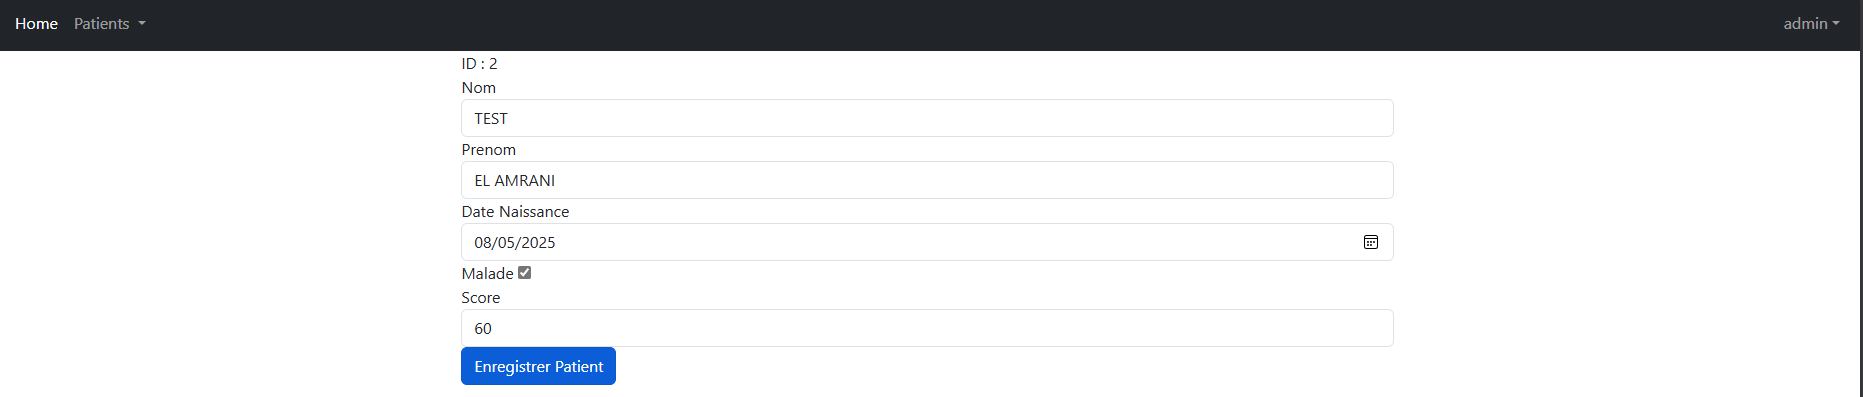 Home Patients admin
ID : 2
Nom
TEST
Prenom
EL AMRANI
Date Naissance
08/05/2025
Malade
Score
60
Enregistrer Patient